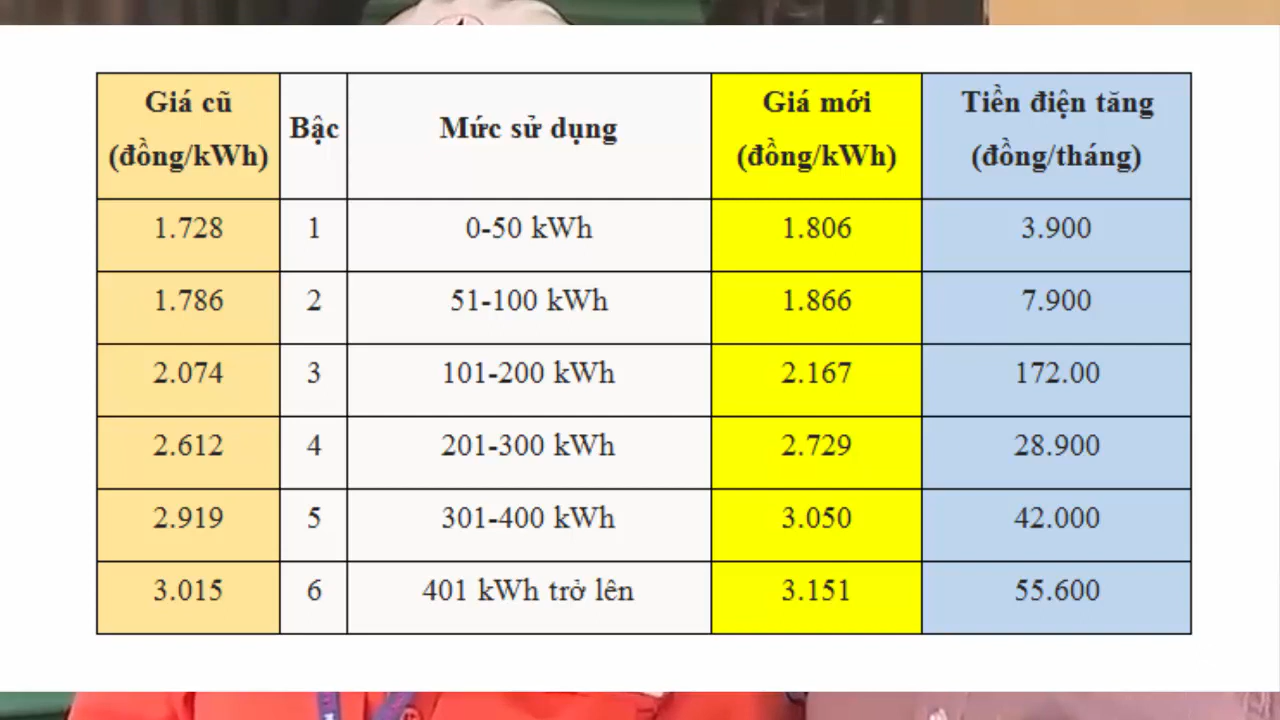 Giá cũ (đồng/kWh) Bậc Mức sử dụng Giá mới (đồng/kWh) Tiền điện tăng (đồng/tháng)
1.728 1 0-50 kWh 1.806 3.900
1.786 2 51-100 kWh 1.866 7.900
2.074 3 101-200 kWh 2.167 172.00
2.612 4 201-300 kWh 2.729 28.900
2.919 5 301-400 kWh 3.050 42.000
3.015 6 401 kWh trở lên 3.151 55.600